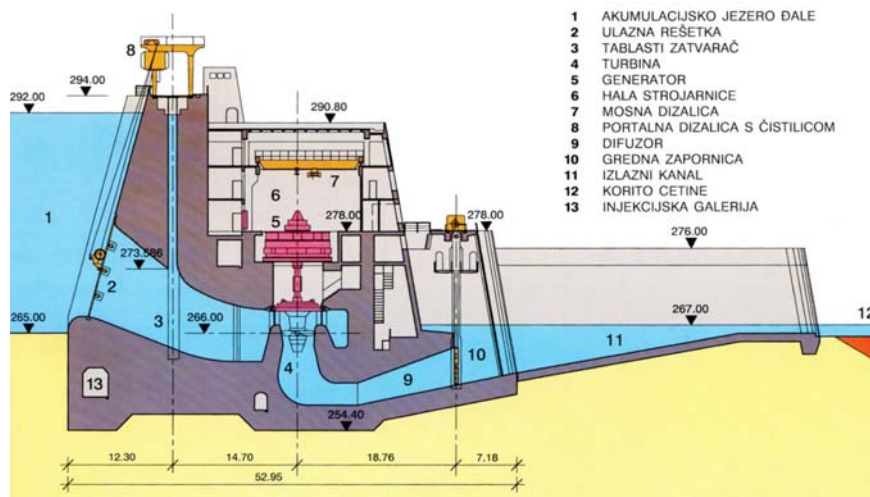 1 AKUMULACIJSKO JEZERO ĐALE
2 ULAZNA REŠETKA
3 TABLASTI ZATVARAČ
4 TURBINA
5 GENERATOR
6 HALA STROJARNICE
7 MOSNA DIZALICA
8 PORTALNA DIZALICA S ČISTILICOM
9 DIFUZOR
10 GREDNA ZAPORNICA
11 IZLAZNI KANAL
12 KORITO CETINE
13 INJEKCIJSKA GALERIJA
8
294.00
292.00
290.80
7
1
6
5
278.00
278.00
276.00
273.586
2
265.00
3
266.00
267.00
12
11
10
4
9
13
254.40
12.30
14.70
18.76
7.18
52.95